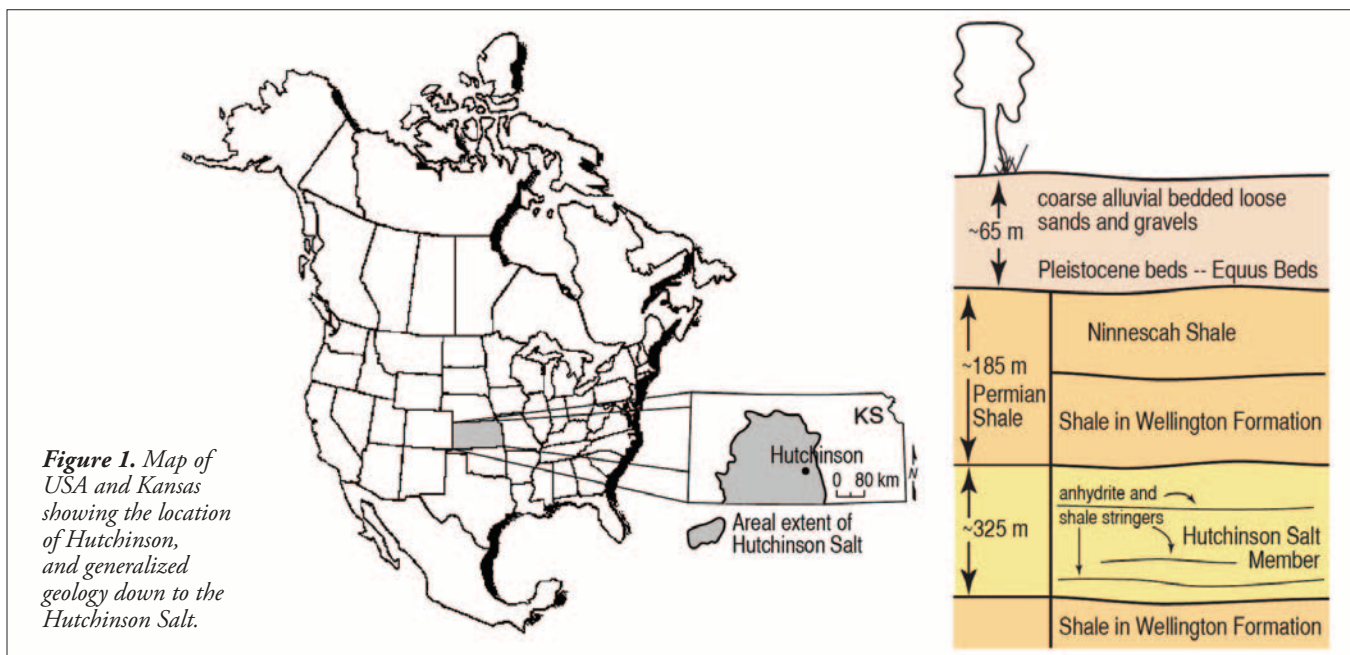 Figure 1. Map of
USA and Kansas
showing the location
of Hutchinson,
and generalized
geology down to the
Hutchinson Salt.
KS
Hutchinson
0 80 km
N
Areal extent of
Hutchinson Salt
coarse alluvial bedded loose
sands and gravels
~65 m
Pleistocene beds -- Equus Beds
Ninnescah Shale
~185 m
Permian
Shale
Shale in Wellington Formation
anhydrite and
shale stringers
~325 m
Hutchinson Salt
Member
Shale in Wellington Formation